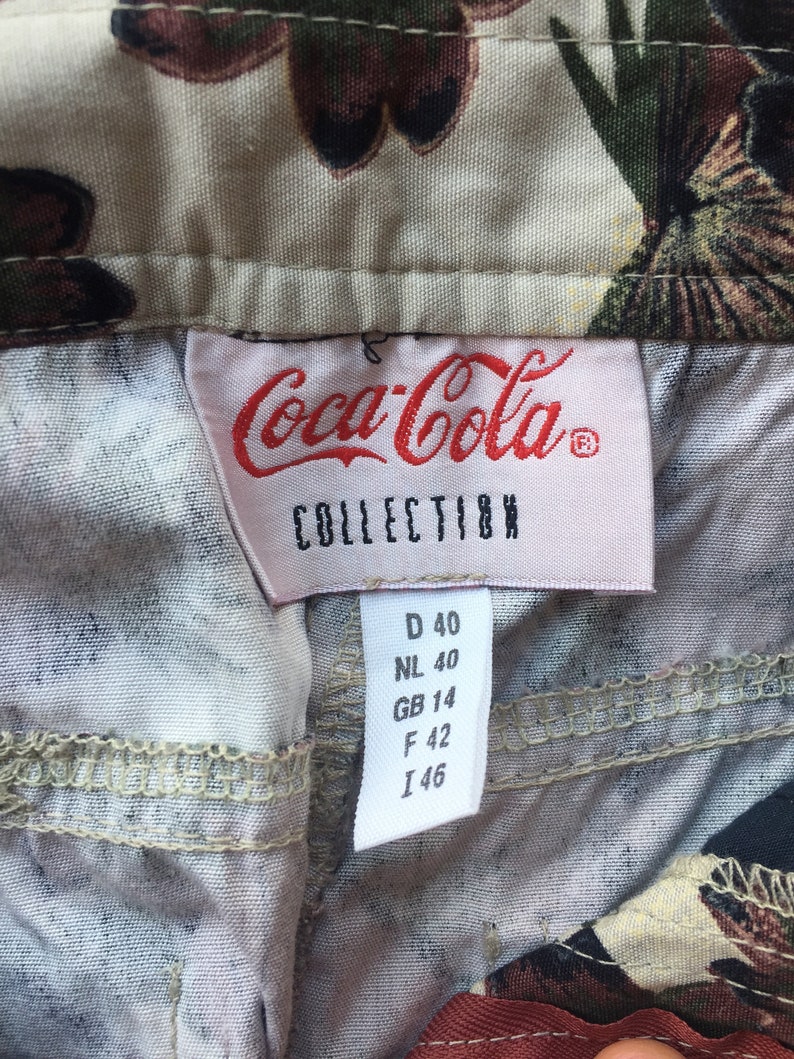 Coca-Cola ®
COLLECTION
D 40
NL 40
GB 14
F 42
I 46